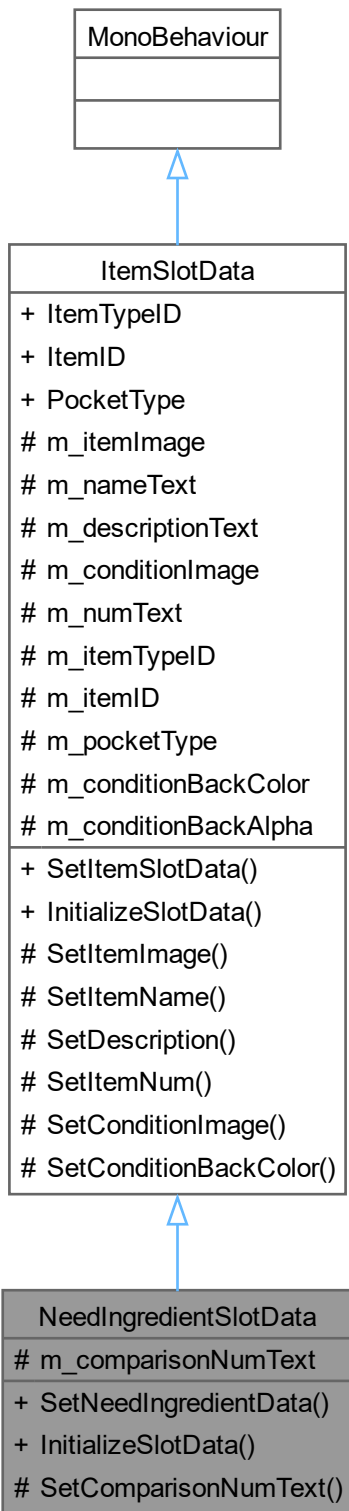 MonoBehaviour
ItemSlotData
+ ItemTypeID
+ ItemID
+ PocketType
# m_itemImage
# m_nameText
# m_descriptionText
# m_conditionImage
# m_numText
# m_itemTypeID
# m_itemID
# m_pocketType
# m_conditionBackColor
# m_conditionBackAlpha
+ SetItemSlotData()
+ InitializeSlotData()
# SetItemImage()
# SetItemName()
# SetDescription()
# SetItemNum()
# SetConditionImage()
# SetConditionBackColor()
NeedIngredientSlotData
# m_comparisonNumText
+ SetNeedIngredientData()
+ InitializeSlotData()
# SetComparisonNumText()